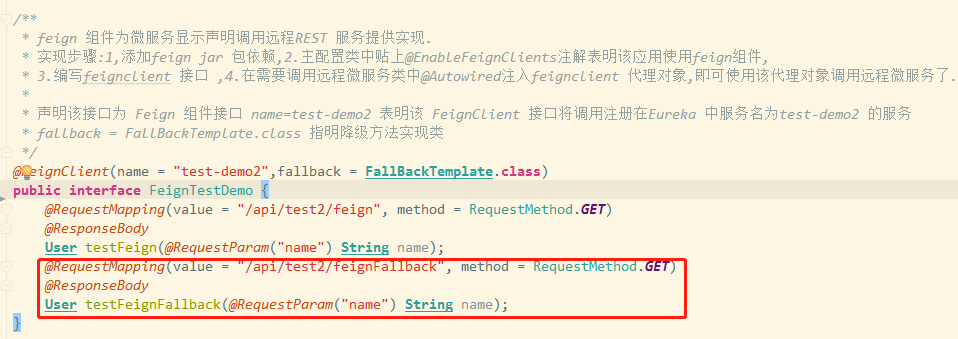 /**
* feign 组件为微服务显示声明调用远程REST 服务提供实现.
* 实现步骤:1,添加feign jar 包依赖,2.主配置类中贴上@EnableFeignClients注解表明该应用使用feign组件,
* 3.编写feignclient 接口 ,4.在需要调用远程微服务类中@Autowired注入feignclient 代理对象,即可使用该代理对象调用远程微服务了.
*
* 声明该接口为 Feign 组件接口 name=test-demo2 表明该 FeignClient 接口将调用注册在Eureka 中服务名为test-demo2 的服务
* fallback = FallBackTemplate.class 指明降级方法实现类
*/
@FeignClient(name = "test-demo2",fallback = FallBackTemplate.class)
public interface FeignTestDemo {
@RequestMapping(value = "/api/test2/feign", method = RequestMethod.GET)
@ResponseBody
User testFeign(@RequestParam("name") String name);
@RequestMapping(value = "/api/test2/feignFallback", method = RequestMethod.GET)
@ResponseBody
User testFeignFallback(@RequestParam("name") String name);
}